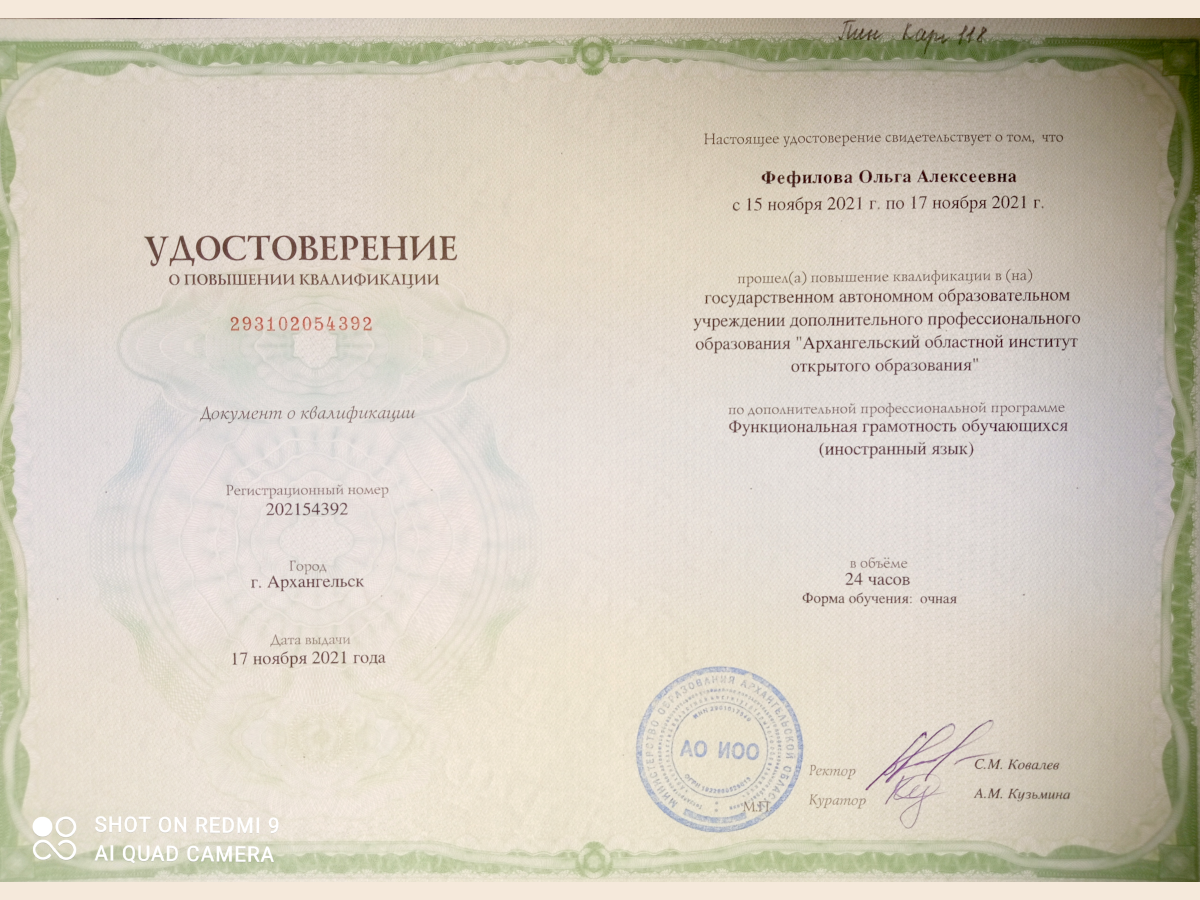 УДОСТОВЕРЕНИЕ
О ПОВЫШЕНИИ КВАЛИФИКАЦИИ
293102054392
Документ о квалификации
Регистрационный номер
202154392
Город
г. Архангельск
Дата выдачи
17 ноября 2021 года
118
Настоящее удостоверение свидетельствует о том, что
Фефилова Ольга Алексеевна
с 15 ноября 2021 г. по 17 ноября 2021 г.
прошел(а) повышение квалификации в (на)
государственном автономном образовательном
учреждении дополнительного профессионального
образования "Архангельский областной институт
открытого образования"
по дополнительной профессиональной программе
Функциональная грамотность обучающихся
(иностранный язык)
в объёме
24 часов
Форма обучения: очная
МИНИСТЕРСТВО ОБРАЗОВАНИЯ АРХАНГЕЛЬСКОЙ ОБЛАСТИ
АО ИОО
М.П.
Ректор
С.М. Ковалев
Куратор
А.М. Кузьмина
SHOT ON REDMI 9
AI QUAD CAMERA